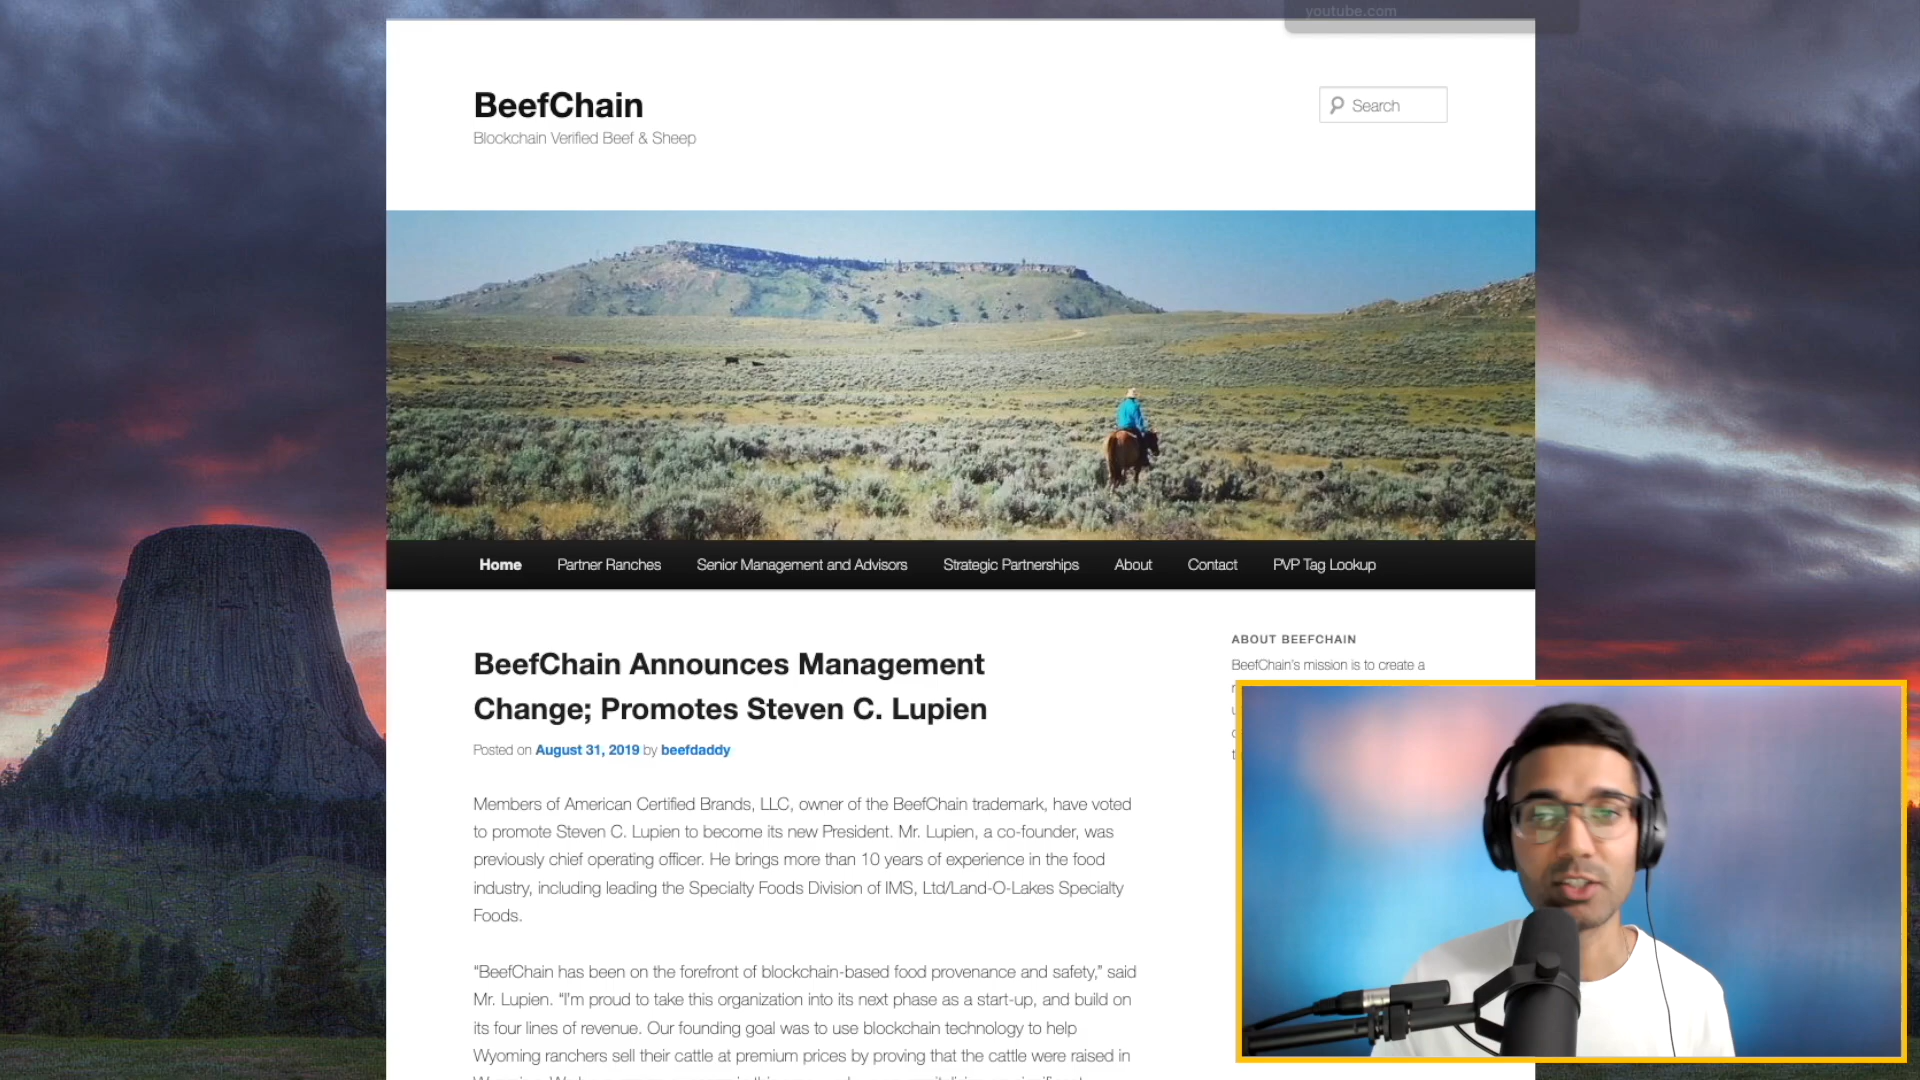 youtube.com
BeefChain
Blockchain Verified Beef & Sheep
Search
Home Partner Ranches Senior Management and Advisors Strategic Partnerships About Contact PVP Tag Lookup
BeefChain Announces Management
Change; Promotes Steven C. Lupien
Posted on August 31, 2019 by beefdaddy
Members of American Certified Brands, LLC, owner of the BeefChain trademark, have voted
to promote Steven C. Lupien to become its new President. Mr. Lupien, a co-founder, was
previously chief operating officer. He brings more than 10 years of experience in the food
industry, including leading the Specialty Foods Division of IMS, Ltd/Land-O-Lakes Specialty
Foods.
“BeefChain has been on the forefront of blockchain-based food provenance and safety,” said
Mr. Lupien. “I’m proud to take this organization into its next phase as a start-up, and build on
its four lines of revenue. Our founding goal was to use blockchain technology to help
Wyoming ranchers sell their cattle at premium prices by proving that the cattle were raised in
ABOUT BEEFCHAIN
BeefChain’s mission is to create a